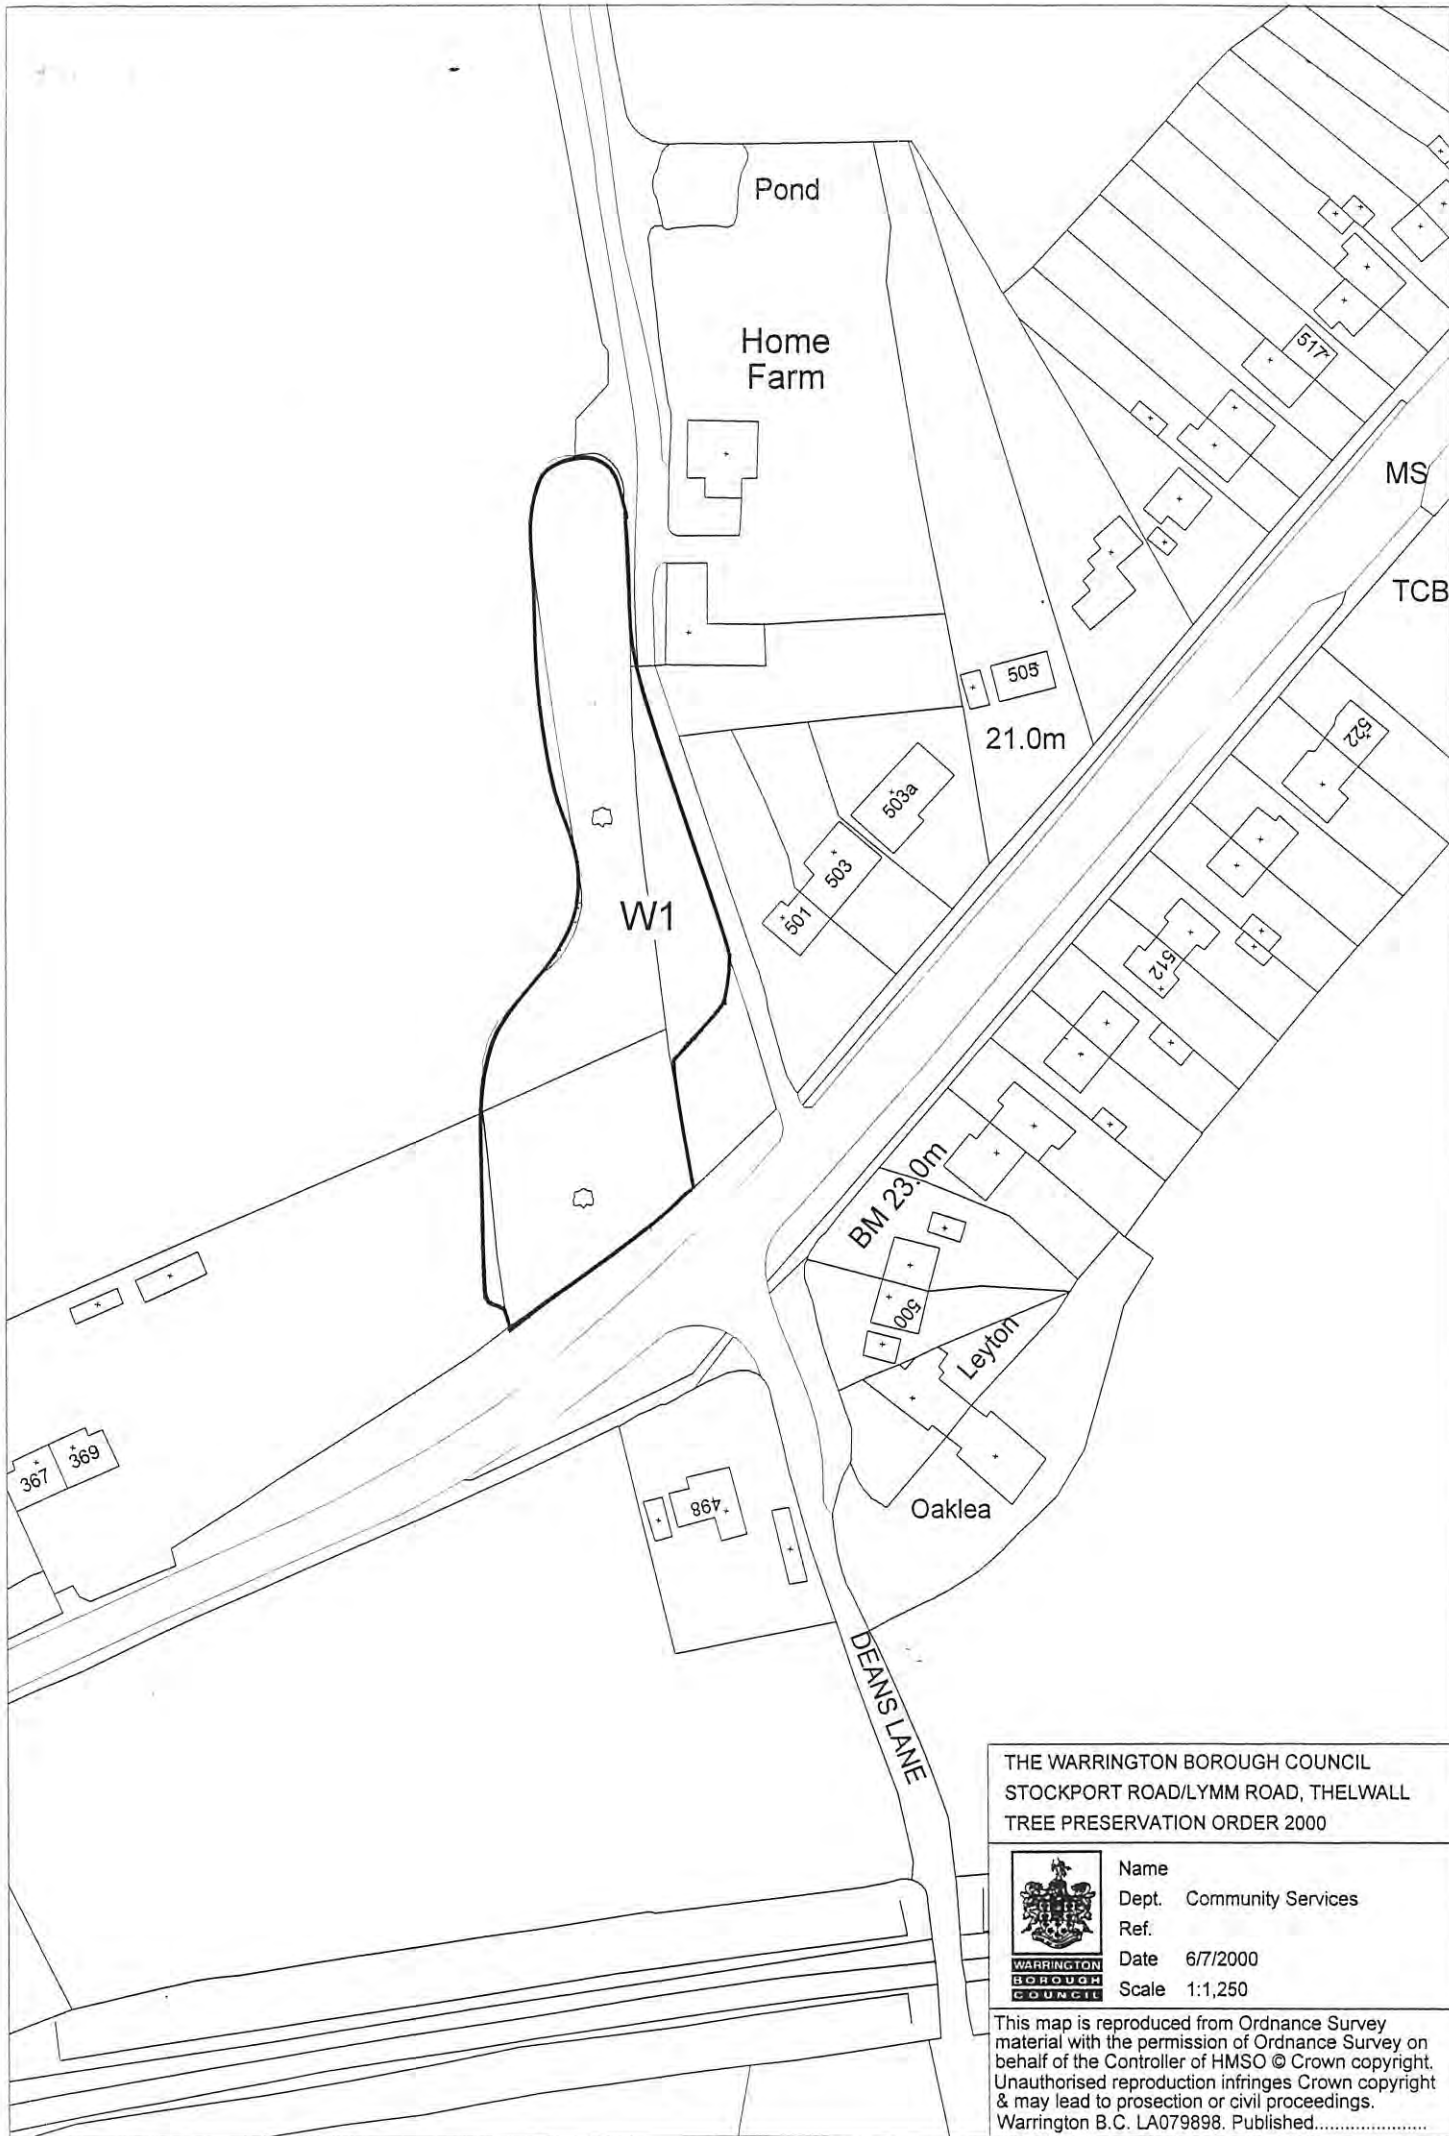 Pond
Home
Farm
517
MS
TCB
505
21.0m
522
503a
503
501
W1
512
BM 23.0m
500
Leyton
Oaklea
367
369
498
DEANS LANE
THE WARRINGTON BOROUGH COUNCIL
STOCKPORT ROAD/LYMM ROAD, THELWALL
TREE PRESERVATION ORDER 2000
Name
Dept. Community Services
Ref.
Date 6/7/2000
Scale 1:1,250
WARRINGTON
BOROUGH
COUNCIL
This map is reproduced from Ordnance Survey
material with the permission of Ordnance Survey on
behalf of the Controller of HMSO © Crown copyright.
Unauthorised reproduction infringes Crown copyright
& may lead to prosection or civil proceedings.
Warrington B.C. LA079898. Published......................